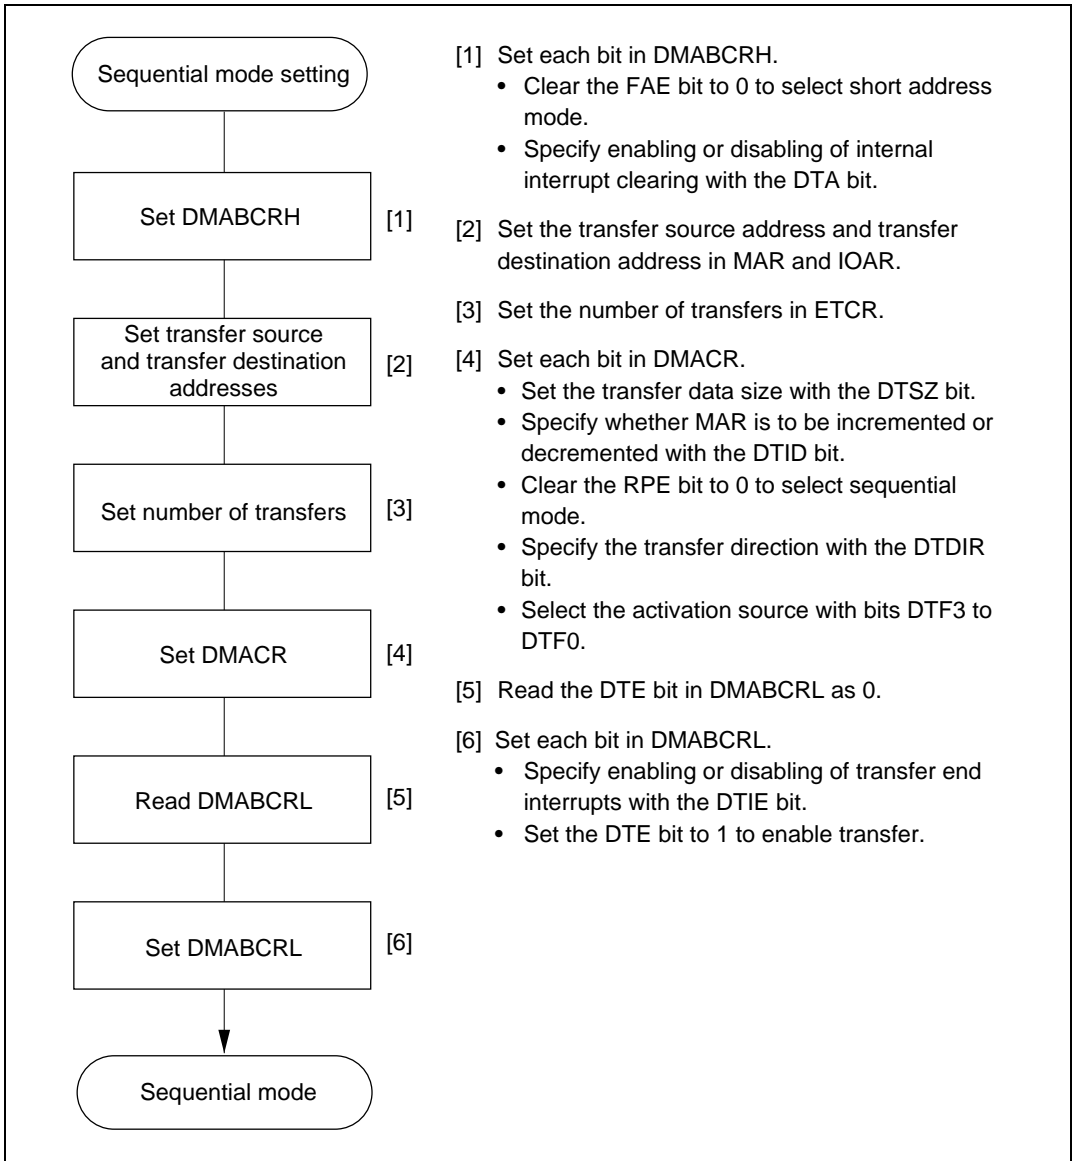 Sequential mode setting
Set DMABCRH
[1]
Set transfer source
and transfer destination
addresses
[2]
Set number of transfers
[3]
Set DMACR
[4]
Read DMABCRL
[5]
Set DMABCRL
[6]
Sequential mode
[1] Set each bit in DMABCRH.
• Clear the FAE bit to 0 to select short address
mode.
• Specify enabling or disabling of internal
interrupt clearing with the DTA bit.
[2] Set the transfer source address and transfer
destination address in MAR and IOAR.
[3] Set the number of transfers in ETCR.
[4] Set each bit in DMACR.
• Set the transfer data size with the DTSZ bit.
• Specify whether MAR is to be incremented or
decremented with the DTID bit.
• Clear the RPE bit to 0 to select sequential
mode.
• Specify the transfer direction with the DTDIR
bit.
• Select the activation source with bits DTF3 to
DTF0.
[5] Read the DTE bit in DMABCRL as 0.
[6] Set each bit in DMABCRL.
• Specify enabling or disabling of transfer end
interrupts with the DTIE bit.
• Set the DTE bit to 1 to enable transfer.